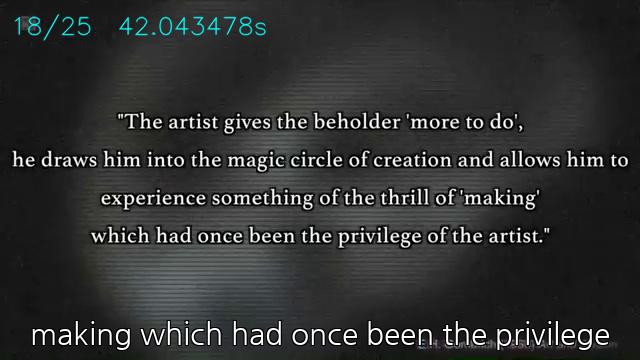 18/25 42.043478s
"The artist gives the beholder 'more to do',
he draws him into the magic circle of creation and allows him to
experience something of the thrill of 'making'
which had once been the privilege of the artist."
making which had once been the privilege